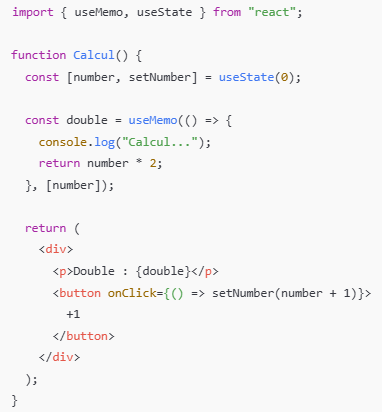 import { useMemo, useState } from "react";

function Calcul() {
  const [number, setNumber] = useState(0);

  const double = useMemo(() => {
    console.log("Calcul...");
    return number * 2;
  }, [number]);

  return (
    <div>
      <p>Double : {double}</p>
      <button onClick={() => setNumber(number + 1)}>
        +1
      </button>
    </div>
  );
}